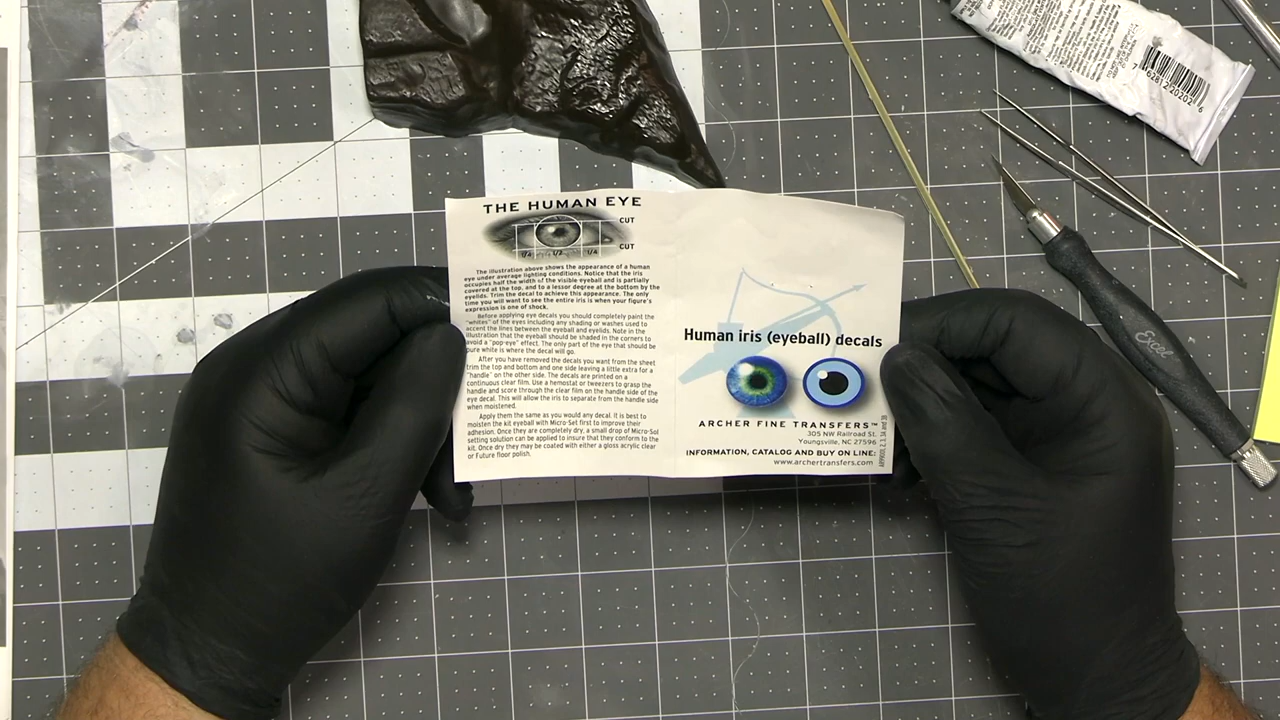 THE HUMAN EYE
CUT
CUT
1/4 1/2 1/4
The illustration above shows the appearance of a human
eye under average lighting conditions. Notice that the iris
occupies half the width of the visible eyeball and is partially
covered at the top, and to a lessor degree at the bottom by the
eyelids. Trim the decal to achieve this appearance. The only
time you will want to see the entire iris is when your figure's
expression is one of shock.
Before applying eye decals you should completely paint the
"whites" of the eyes including any shading or washes used to
accent the lines between the eyeball and eyelids. Note in the
illustration that the eyeball should be shaded in the corners to
avoid a "pop-eye" effect. The only part of the eye that should be
pure white is where the decal will go.
After you have removed the decals you want from the sheet
trim the top and bottom and one side leaving a little extra for a
"handle" on the other side. The decals are printed on a
continuous clear film. Use a hemostat or tweezers to grasp the
handle and score through the clear film on the handle side of the
eye decal. This will allow the iris to separate from the handle side
when moistened.
Apply them the same as you would any decal. It is best to
moisten the kit eyeball with Micro-Set first to improve their
adhesion. Once they are completely dry, a small drop of Micro-Sol
setting solution can be applied to insure that they conform to the
kit. Once dry they may be coated with either a gloss acrylic clear
or Future floor polish.
Human iris (eyeball) decals
ARCHER FINE TRANSFERS™
305 NW Railroad St.
Youngsville, NC 27596
INFORMATION, CATALOG AND BUY ON LINE:
www.archertransfers.com
Excel